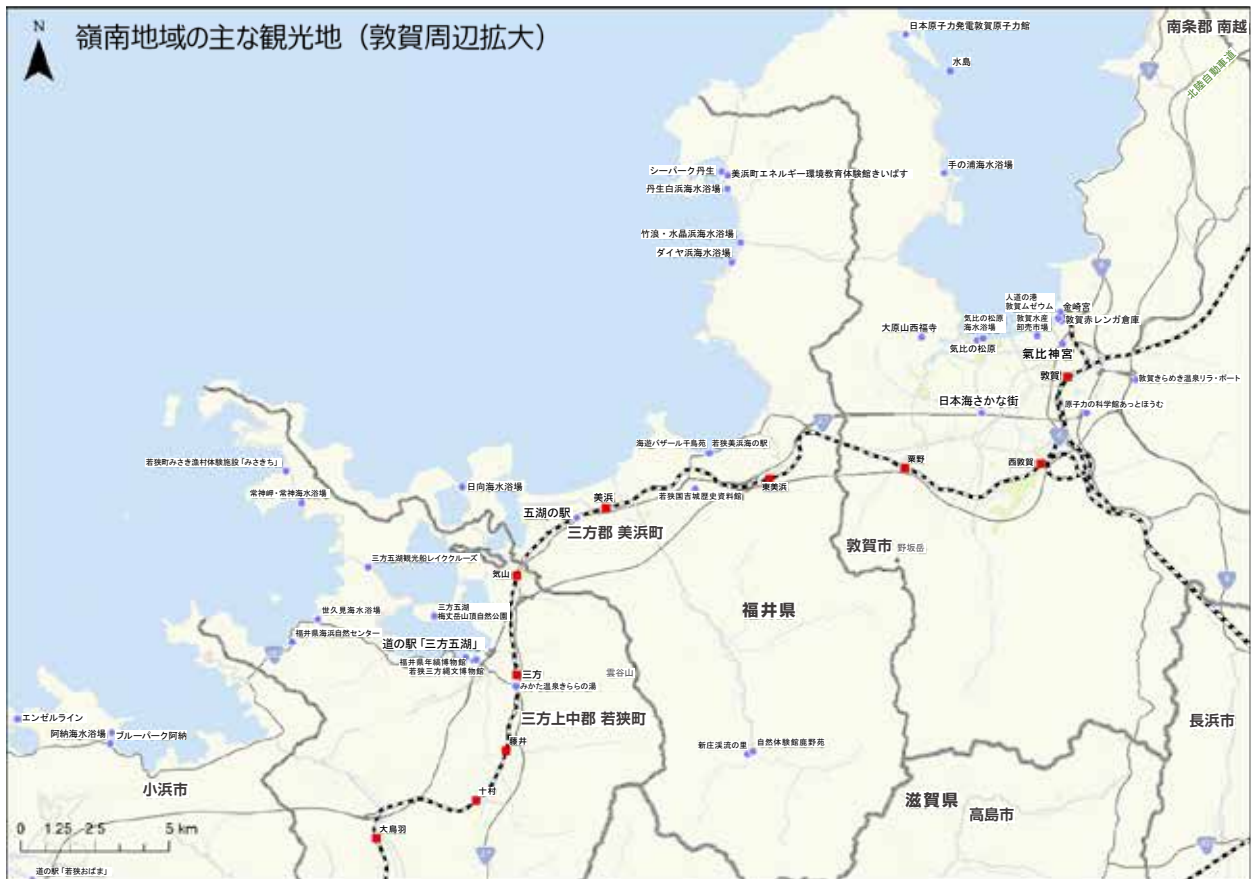 N
嶺南地域の主な観光地（敦賀周辺拡大）
日本原子力発電敦賀原子力館
南条郡 南越
水島
北陸自動車道
シーパーク丹生
美浜町エネルギー環境教育体験館きいぱす
手の浦海水浴場
丹生白浜海水浴場
竹浪・水晶浜海水浴場
ダイヤ浜海水浴場
人道の港
敦賀ムゼウム
金崎宮
気比の松原
海水浴場
敦賀水産
卸売市場
敦賀赤レンガ倉庫
大原山西福寺
気比の松原
氣比神宮
敦賀
敦賀きらめき温泉リラ・ポート
日本海さかな街
原子力の科学館あっとほうむ
海遊バザール千鳥苑
若狭美浜海の駅
若狭町みさき漁村体験施設「みさきち」
粟野
西敦賀
常神岬・常神海水浴場
日向海水浴場
東美浜
若狭国吉城歴史資料館
美浜
五湖の駅
三方郡 美浜町
敦賀市
野坂岳
三方五湖観光船レイククルーズ
気山
世久見海水浴場
三方五湖
梅丈岳山頂自然公園
福井県
福井県海浜自然センター
道の駅「三方五湖」
福井県年縞博物館
若狭三方縄文博物館
三方
みかた温泉きららの湯
雲谷山
エンゼルライン
三方上中郡 若狭町
長浜市
阿納海水浴場
ブルーパーク阿納
藤井
新庄渓流の里
自然体験館鹿野苑
小浜市
十村
滋賀県
高島市
0 1.25 2.5 5 km
大鳥羽
27
道の駅「若狭おばま」